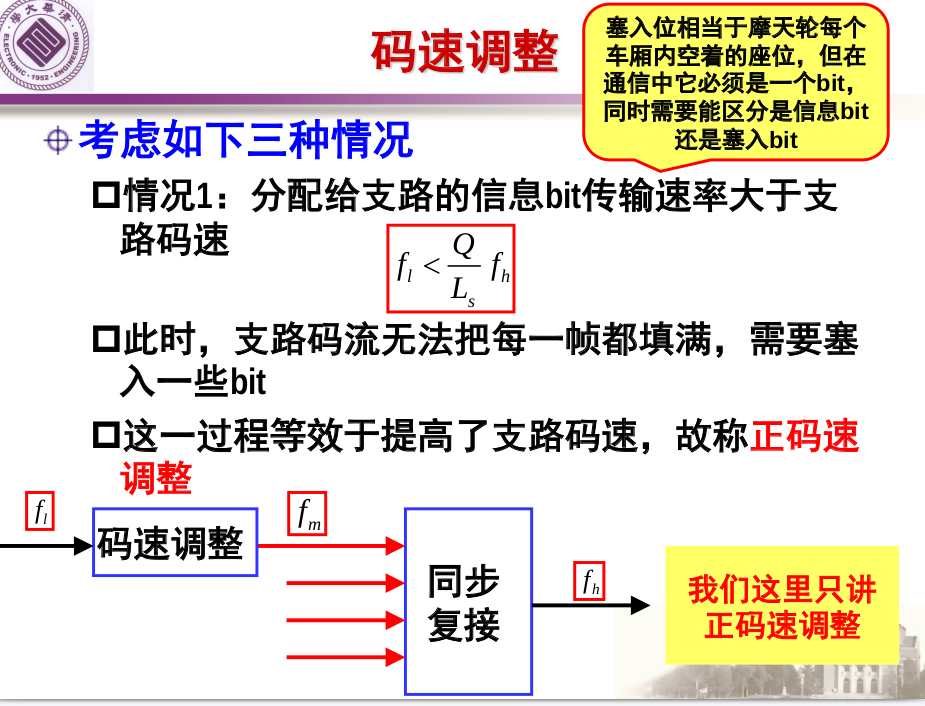 码速调整
塞入位相当于摩天轮每个
车厢内空着的座位，但在
通信中它必须是一个bit，
同时需要能区分是信息bit
还是塞入bit
考虑如下三种情况
情况1：分配给支路的信息bit传输速率大于支
路码速
f_l < Q/L_s f_h
此时，支路码流无法把每一帧都填满，需要塞
入一些bit
这一过程等效于提高了支路码速，故称正码速
调整
f_l
码速调整
f_m
同步
复接
f_h
我们这里只讲
正码速调整
ELECTRONIC·1952·ENGINEERING